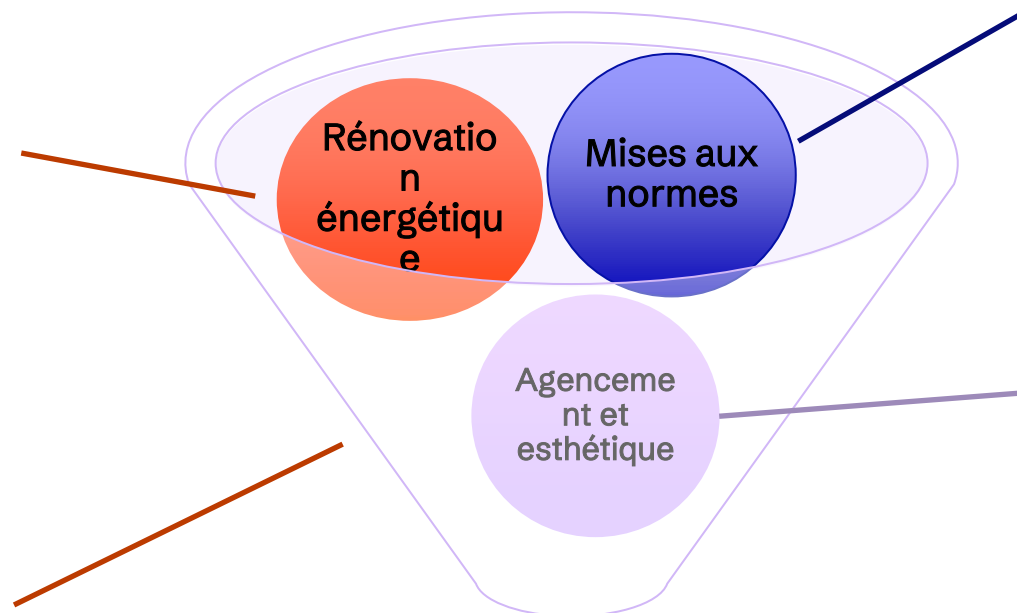 Rénovatio
n
énergétiqu
e
Mises aux
normes
Agenceme
nt et
esthétique